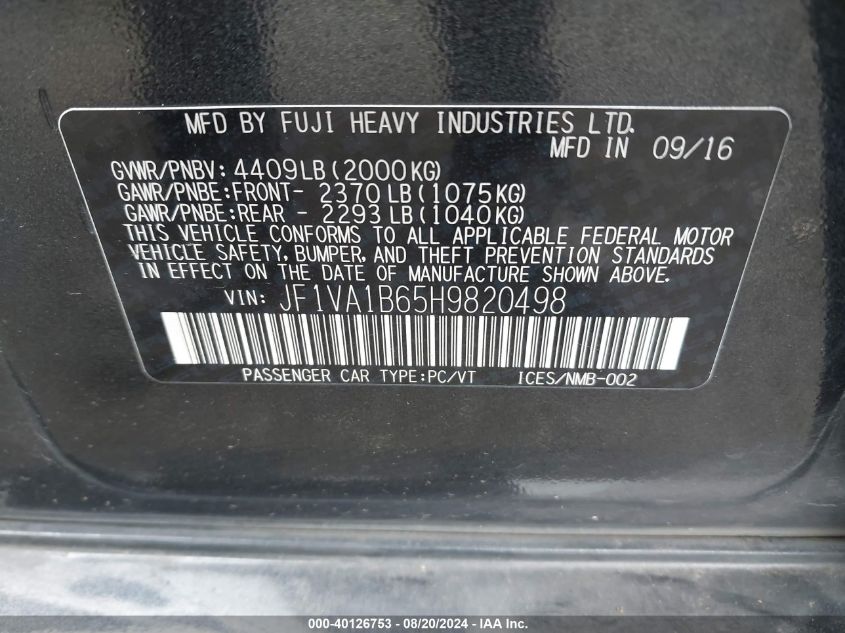 MFD BY FUJI HEAVY INDUSTRIES LTD.
MFD IN 09/16
GVWR/PNBV: 4409LB(2000KG)
GAWR/PNBE:FRONT- 2370LB(1075KG)
GAWR/PNBE:REAR - 2293LB(1040KG)
THIS VEHICLE CONFORMS TO ALL APPLICABLE FEDERAL MOTOR
VEHICLE SAFETY, BUMPER, AND THEFT PREVENTION STANDARDS
IN EFFECT ON THE DATE OF MANUFACTURE SHOWN ABOVE.
VIN: JF1VA1B65H9820498
PASSENGER CAR TYPE:PC/VT ICES/NMB-002
000-40126753 - 08/20/2024 - IAA Inc.